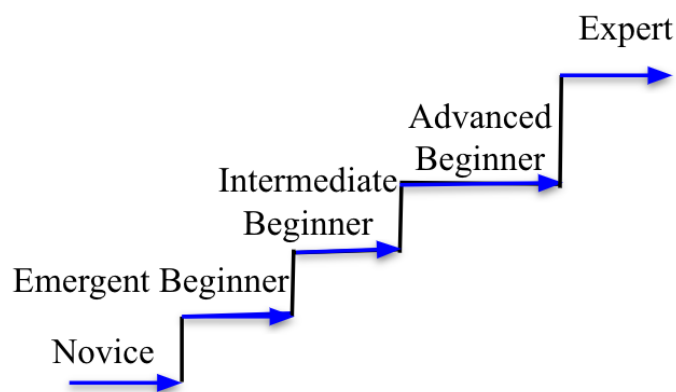 Expert
Advanced
Beginner
Intermediate
Beginner
Emergent Beginner
Novice